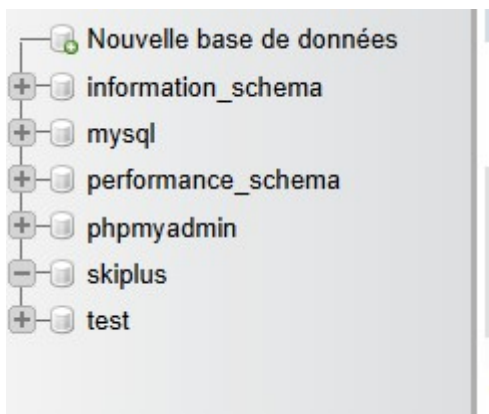 Nouvelle base de données
information_schema
mysql
performance_schema
phpmyadmin
skiplus
test